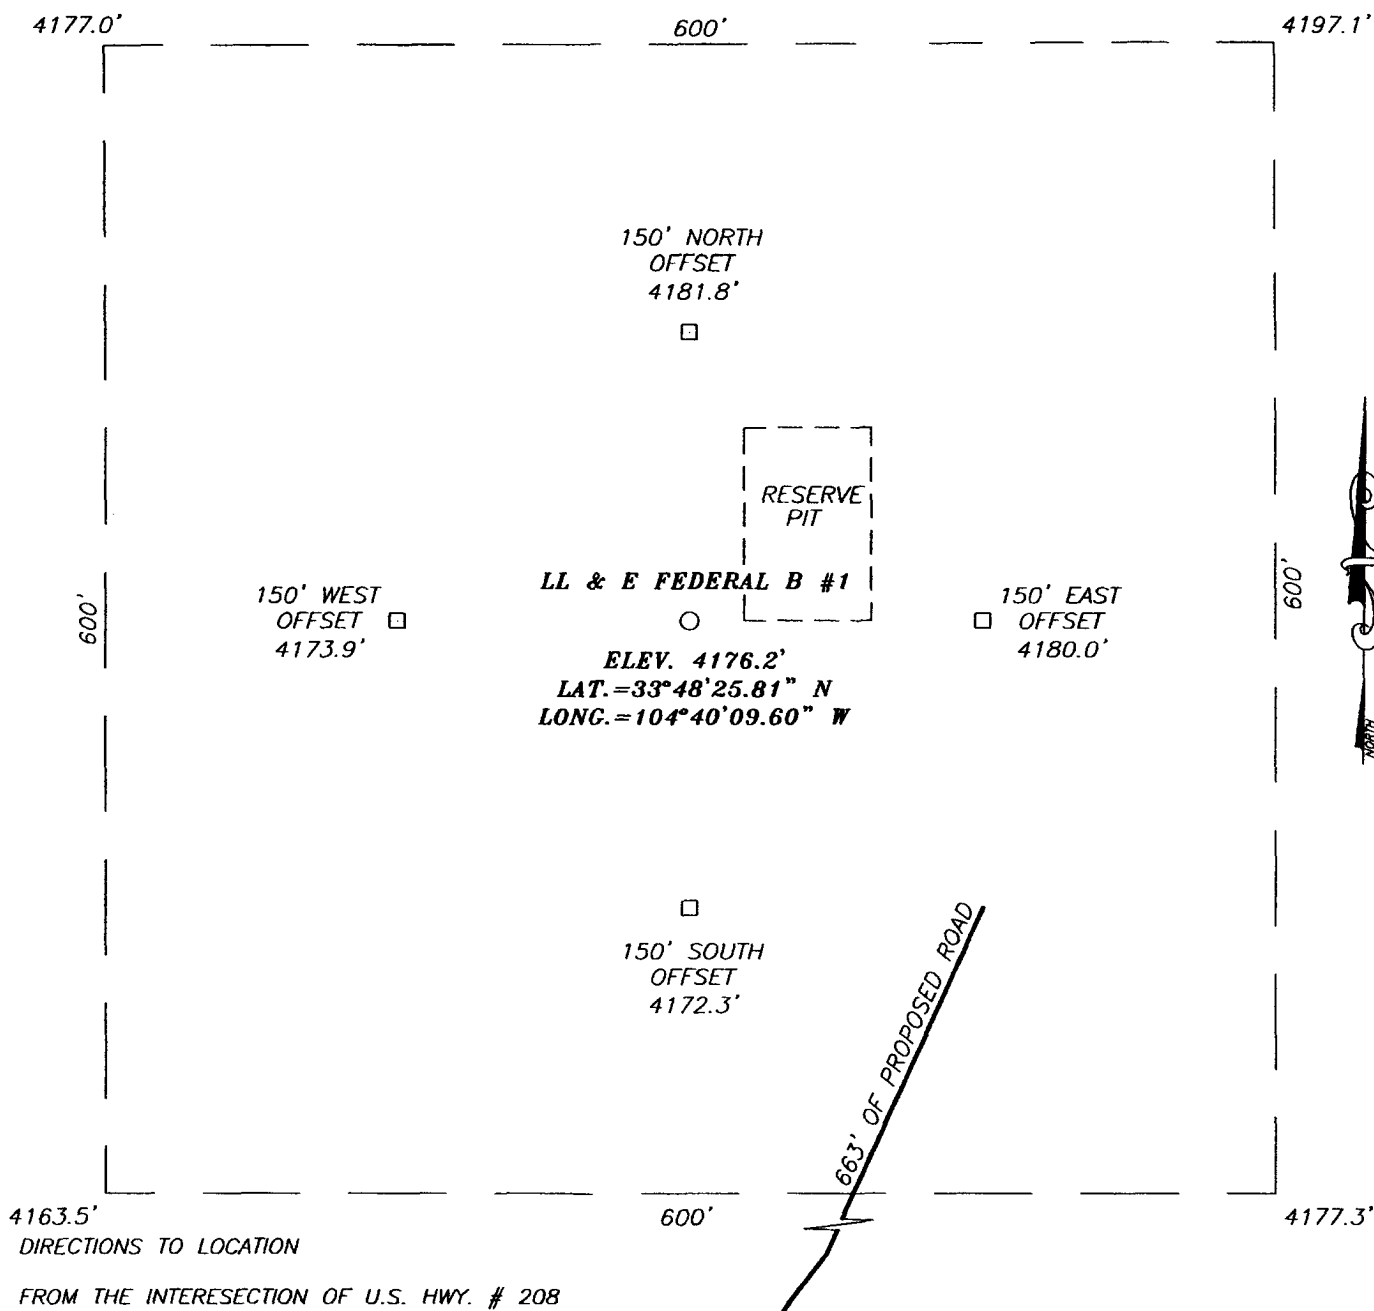 4177.0'
600'
4197.1'
150' NORTH
OFFSET
4181.8'
RESERVE
PIT
LL & E FEDERAL B #1
150' WEST
OFFSET
4173.9'
150' EAST
OFFSET
4180.0'
600'
600'
ELEV. 4176.2'
LAT.=33°48'25.81" N
LONG.=104°40'09.60" W
NORTH
150' SOUTH
OFFSET
4172.3'
663' OF PROPOSED ROAD
4163.5'
600'
4177.3'
DIRECTIONS TO LOCATION
FROM THE INTERESECTION OF U.S. HWY. # 208